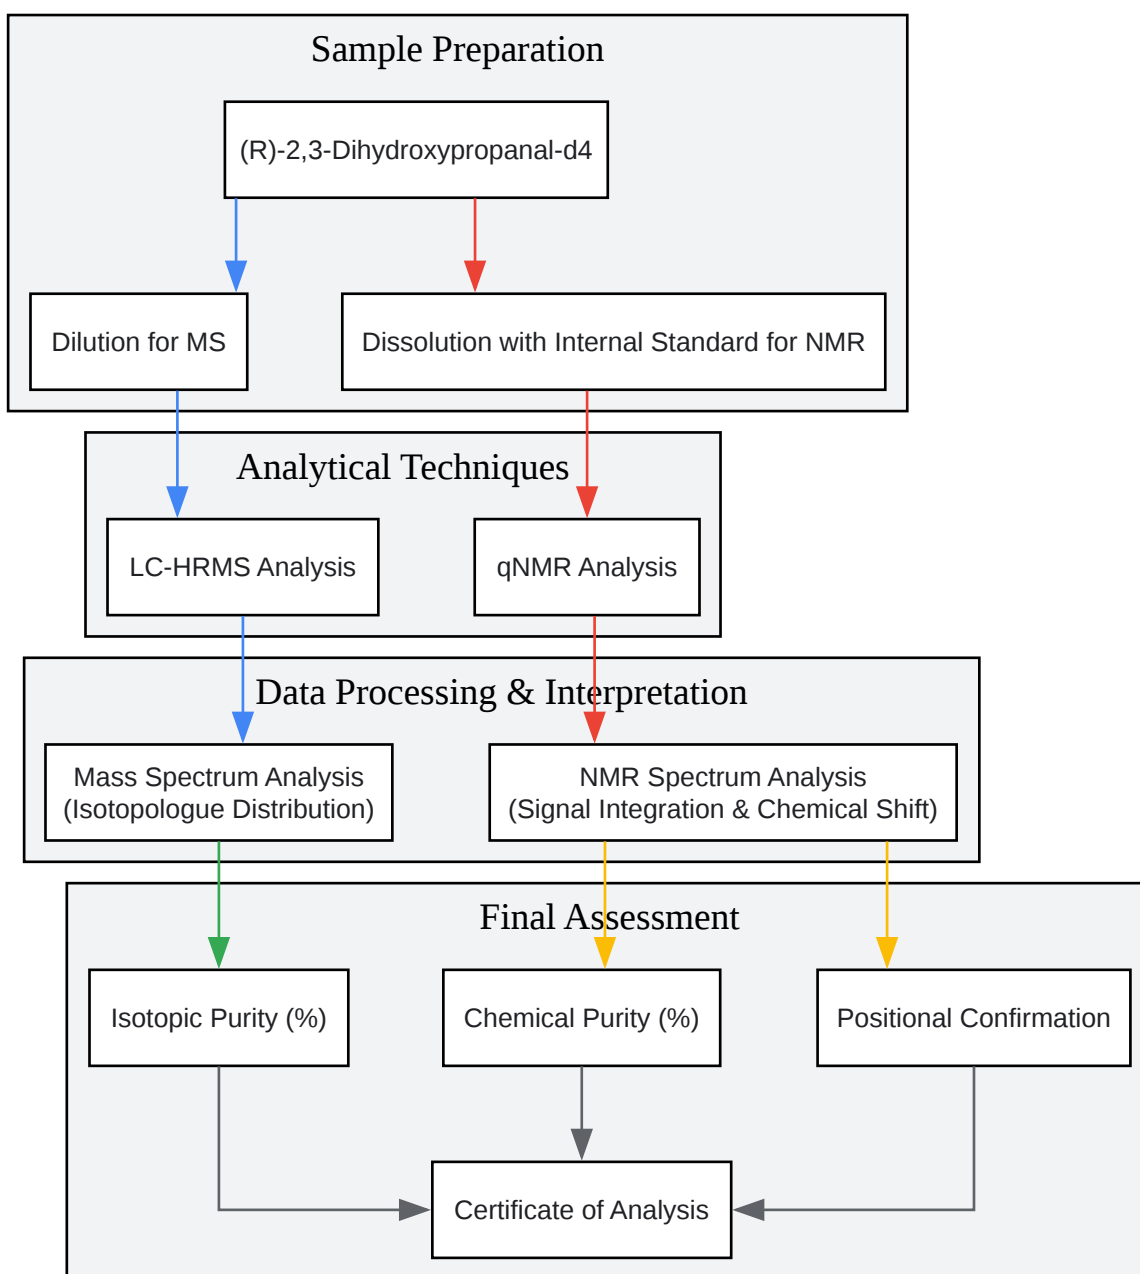 Sample Preparation
(R)-2,3-Dihydroxypropanal-d4
Dilution for MS
Dissolution with Internal Standard for NMR
Analytical Techniques
LC-HRMS Analysis
qNMR Analysis
Data Processing & Interpretation
Mass Spectrum Analysis
(Isotopologue Distribution)
NMR Spectrum Analysis
(Signal Integration & Chemical Shift)
Final Assessment
Isotopic Purity (%)
Chemical Purity (%)
Positional Confirmation
Certificate of Analysis